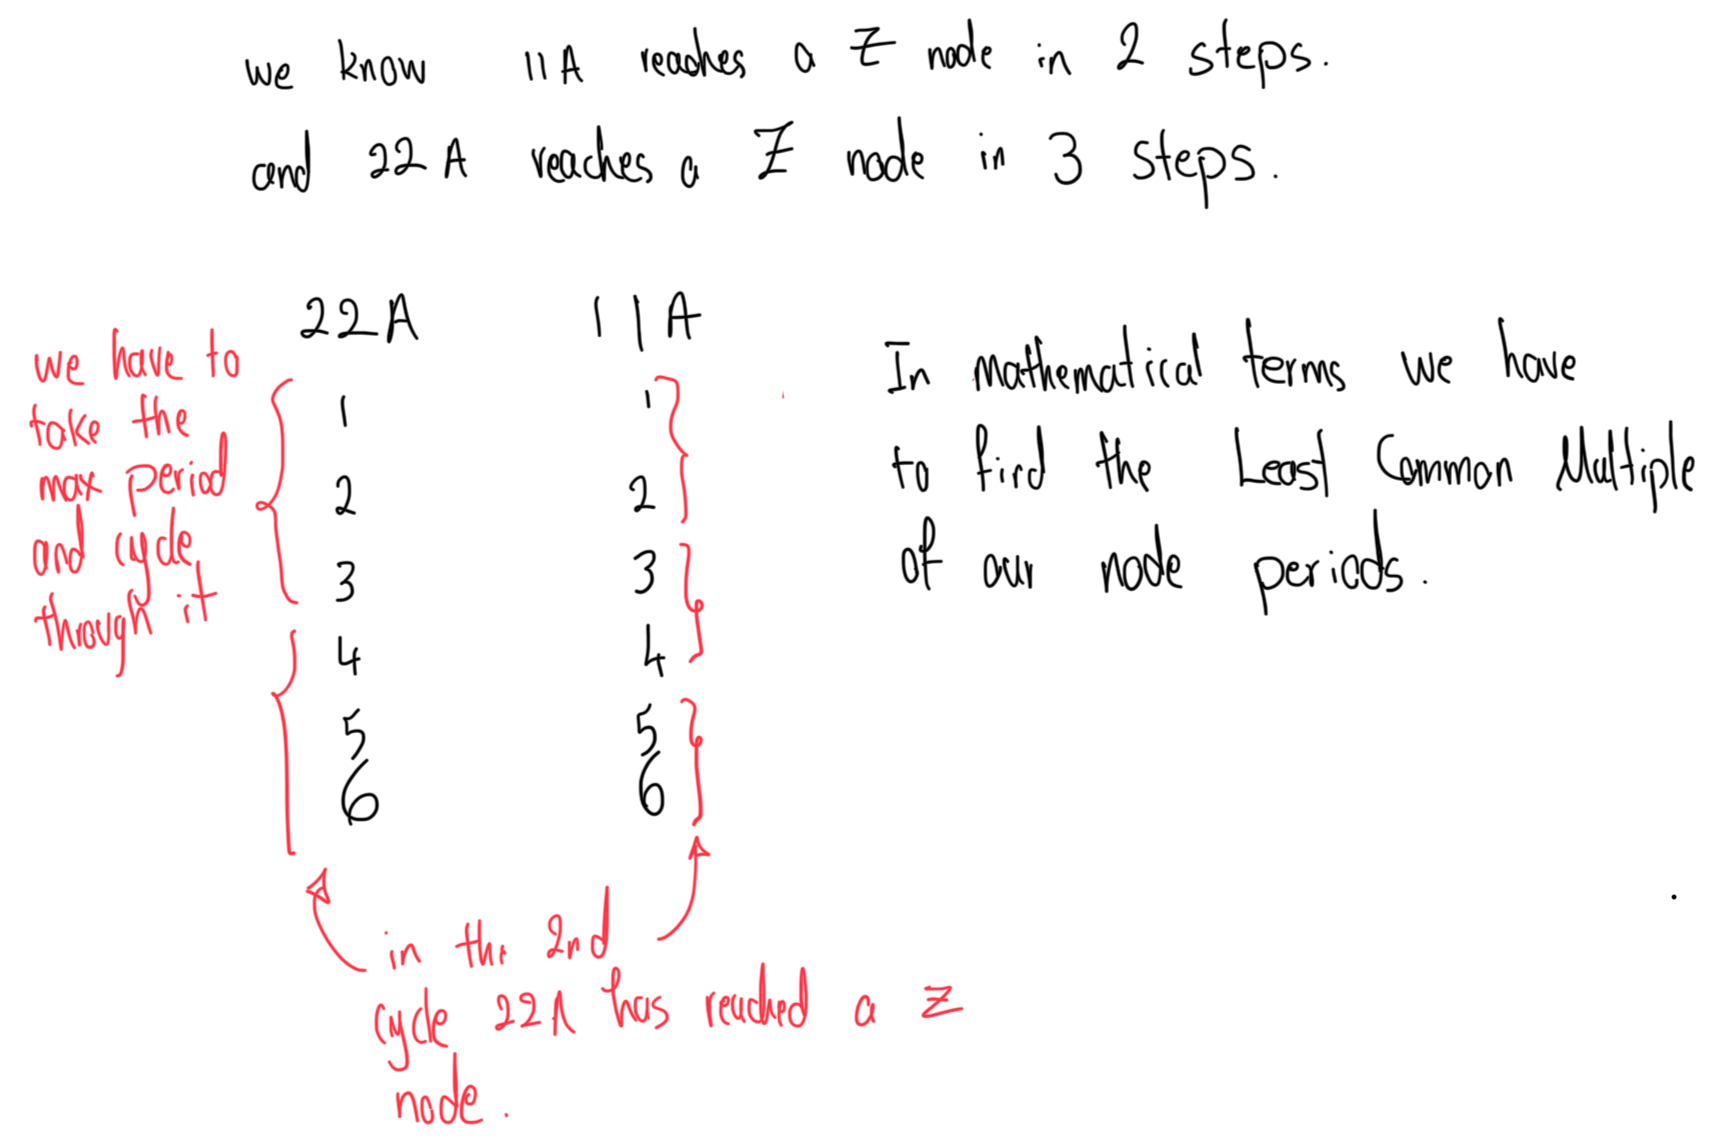 we know 11A reaches a Z node in 2 steps.
and 22A reaches a Z node in 3 steps.
22A 11A
we have to
take the
max period
and cycle
through it
1 1
2 2
3 3
4 4
5 5
6 6
in the 2nd
cycle 22A has reached a Z
node.
In mathematical terms we have
to find the Least Common Multiple
of our node periods.